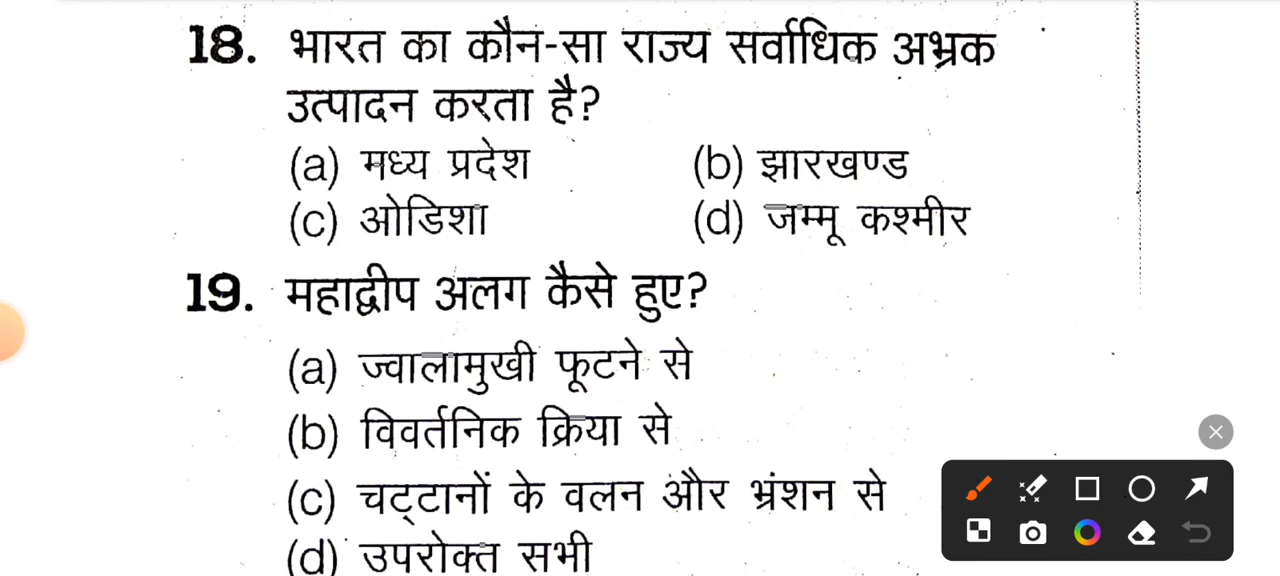 18. भारत का कौन-सा राज्य सर्वाधिक अभ्रक
उत्पादन करता है?
(a) मध्य प्रदेश (b) झारखण्ड
(c) ओडिशा (d) जम्मू कश्मीर
19. महाद्वीप अलग कैसे हुए?
(a) ज्वालामुखी फूटने से
(b) विवर्तनिक क्रिया से
(c) चट्टानों के वलन और भ्रंशन से
(d) उपरोक्त सभी